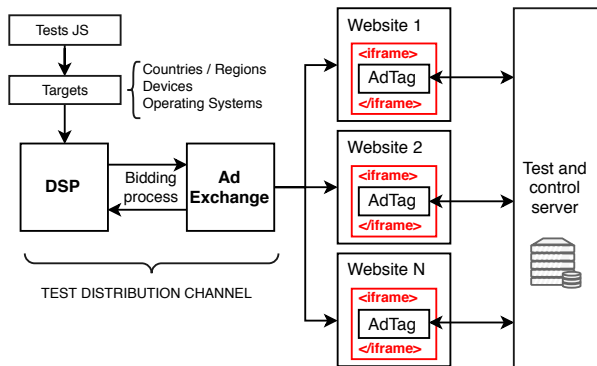 Tests JS
Targets
Countries / Regions
Devices
Operating Systems
DSP
Bidding
process
Ad
Exchange
TEST DISTRIBUTION CHANNEL
Website 1
<iframe>
AdTag
</iframe>
Website 2
<iframe>
AdTag
</iframe>
Website N
<iframe>
AdTag
</iframe>
Test and
control
server